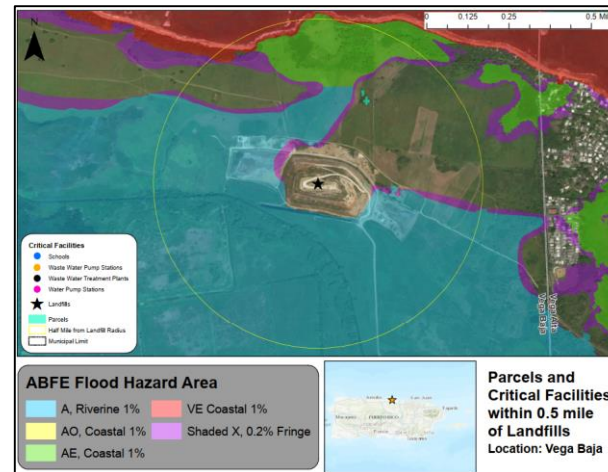 0 0.125 0.25 0.5 Mi
Critical Facilities
Schools
Waste Water Pump Stations
Waste Water Treatment Plants
Water Pump Stations
Landfills
Parcels
Half Mile from Landfill Radius
Municipal Limit
Vega Alta
Vega Baja
ABFE Flood Hazard Area
A, Riverine 1%
VE Coastal 1%
AO, Coastal 1%
Shaded X, 0.2% Fringe
AE, Coastal 1%
Parcels and
Critical Facilities
within 0.5 mile
of Landfills
Location: Vega Baja